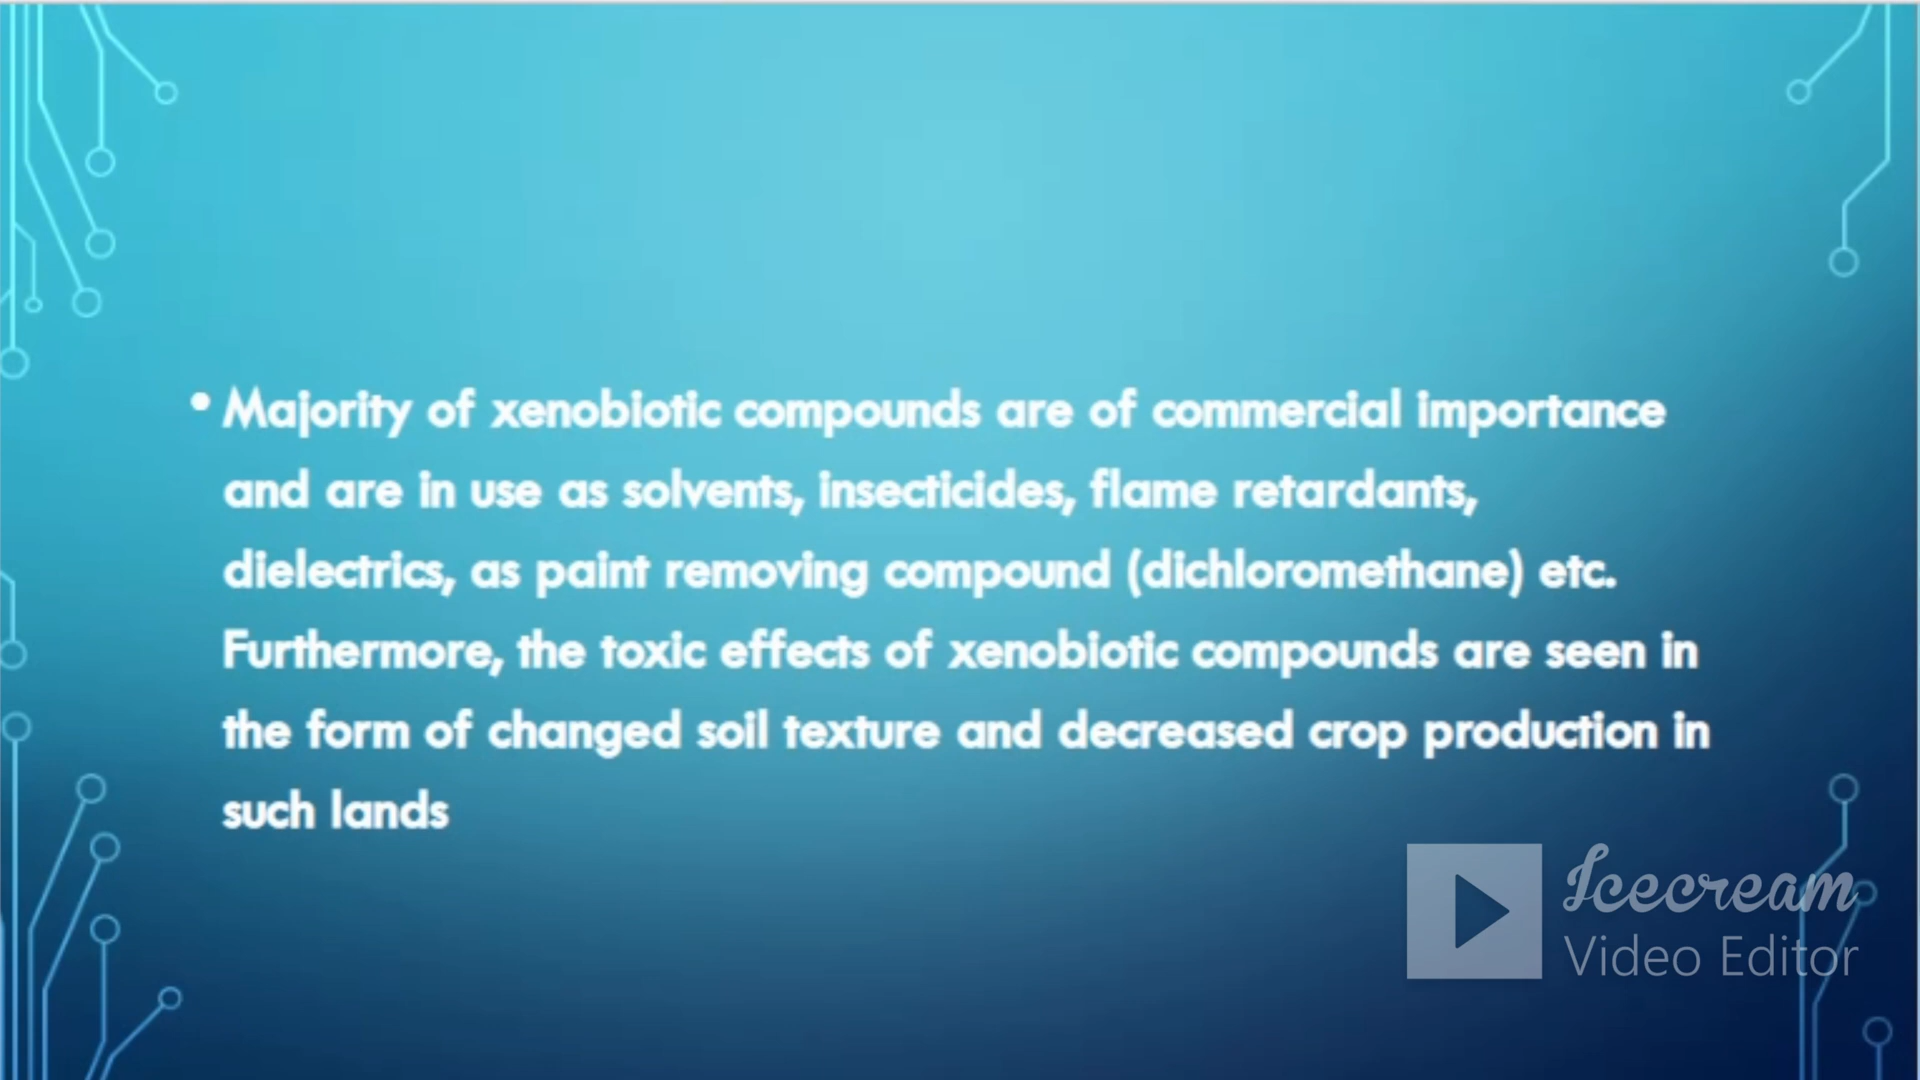 • Majority of xenobiotic compounds are of commercial importance
and are in use as solvents, insecticides, flame retardants,
dielectrics, as paint removing compound (dichloromethane) etc.
Furthermore, the toxic effects of xenobiotic compounds are seen in
the form of changed soil texture and decreased crop production in
such lands
Icecream
Video Editor